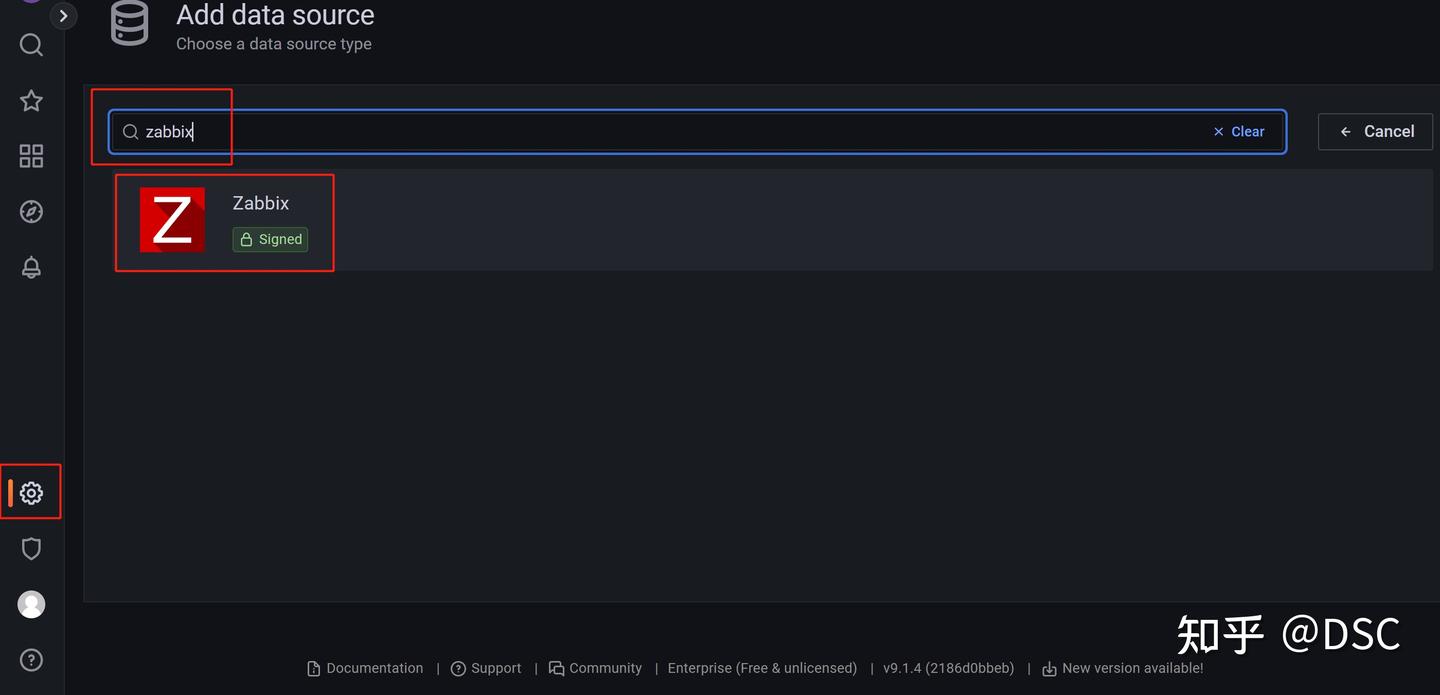 Add data source
Choose a data source type
zabbix
Clear
Cancel
Z
Zabbix
Signed
知乎 @DSC
Documentation | Support | Community | Enterprise (Free & unlicensed) | v9.1.4 (2186d0bbeb) | New version available!